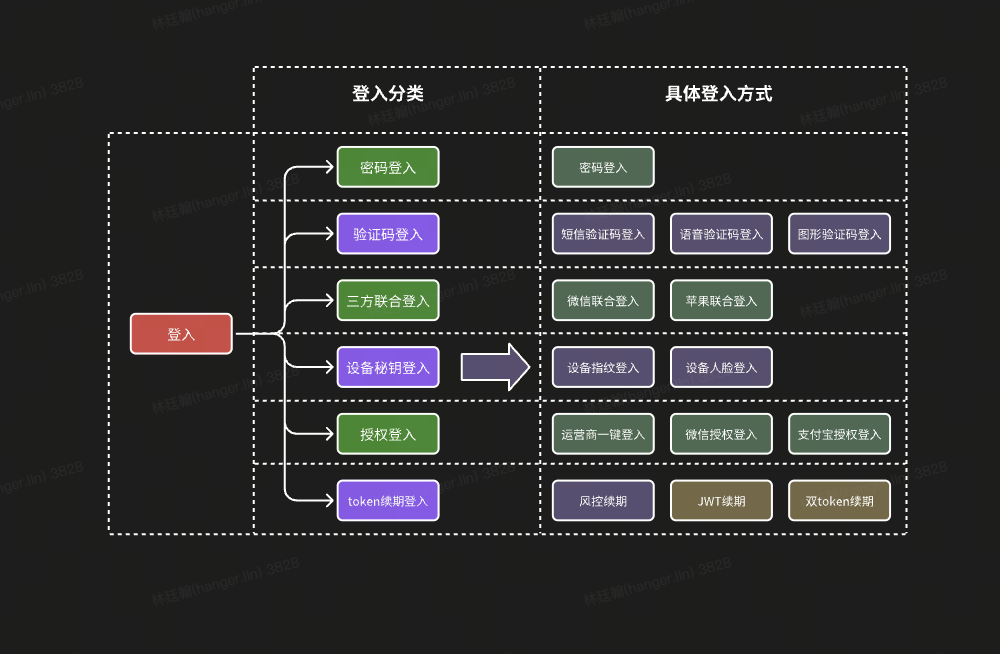 登入分类
具体登入方式
登入
密码登入
密码登入
验证码登入
短信验证码登入
语音验证码登入
图形验证码登入
三方联合登入
微信联合登入
苹果联合登入
设备秘钥登入
设备指纹登入
设备人脸登入
授权登入
运营商一键登入
微信授权登入
支付宝授权登入
token续期登入
风控续期
JWT续期
双token续期
林廷翰(hanger.lin) 3828